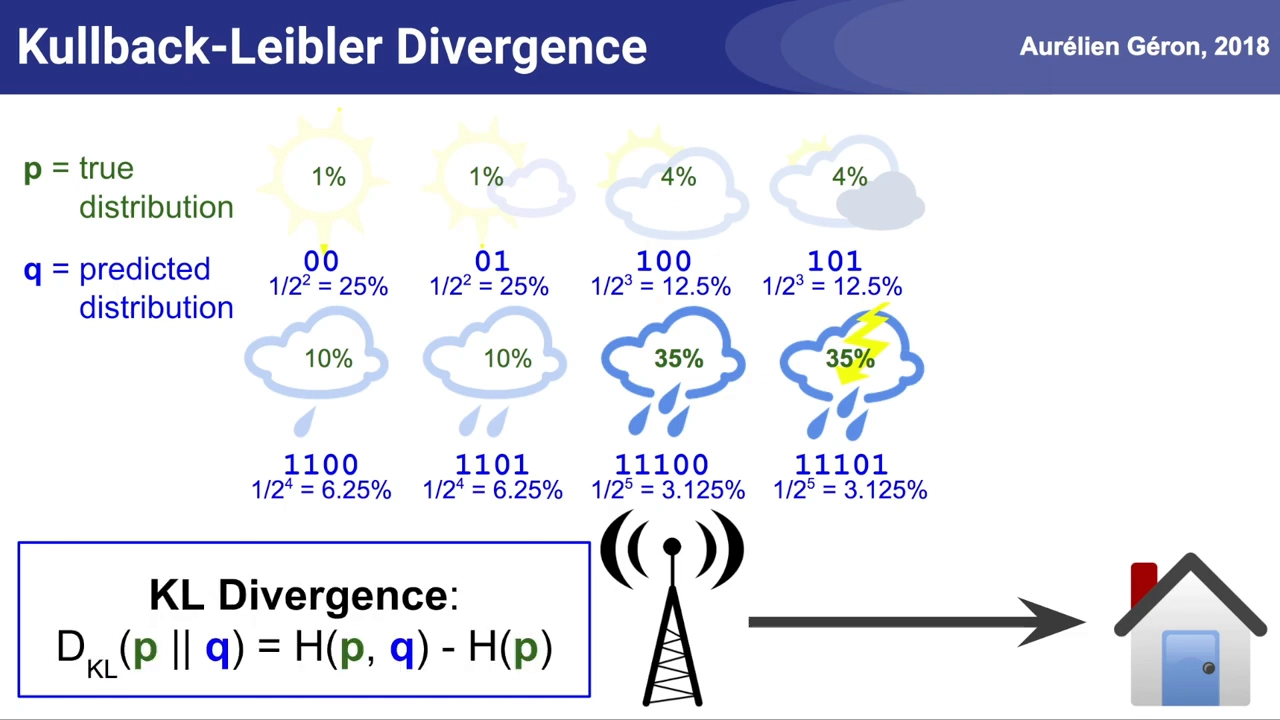 Kullback-Leibler Divergence
Aurélien Géron, 2018
p = true
distribution
1% 1% 4% 4%
q = predicted
distribution
00 01 100 101
1/2² = 25% 1/2² = 25% 1/2³ = 12.5% 1/2³ = 12.5%
10% 10% 35% 35%
1100 1101 11100 11101
1/2⁴ = 6.25% 1/2⁴ = 6.25% 1/2⁵ = 3.125% 1/2⁵ = 3.125%
KL Divergence:
D_KL(p || q) = H(p, q) - H(p)